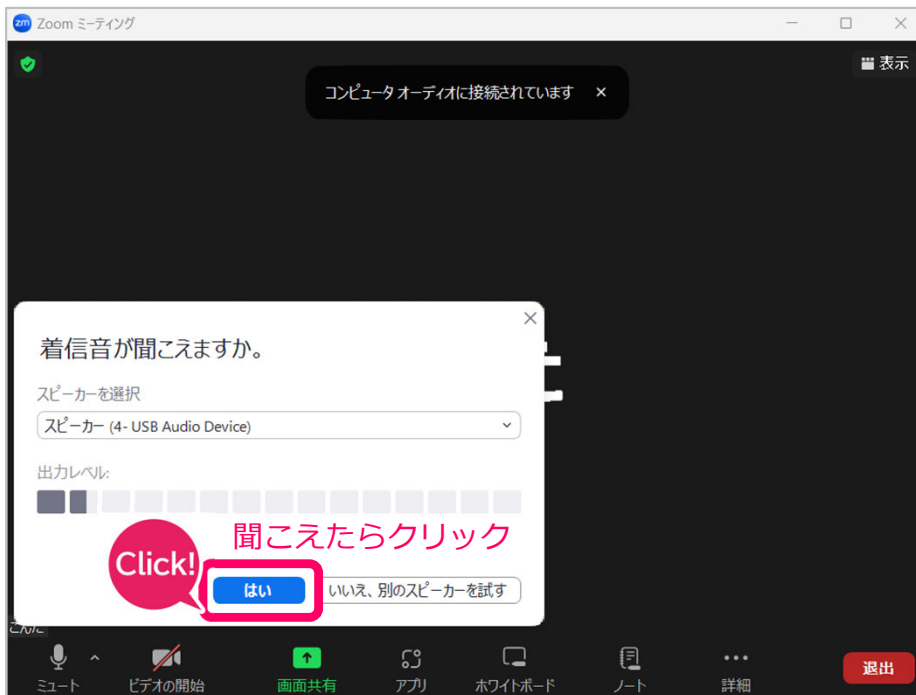 zm Zoom ミーティング
表示
コンピュータ オーディオに接続されています
着信音が聞こえますか。
スピーカーを選択
スピーカー (4- USB Audio Device)
出力レベル:
聞こえたらクリック
Click!
はい
いいえ、別のスピーカーを試す
ミュート
ビデオの開始
画面共有
アプリ
ホワイトボード
ノート
詳細
退出